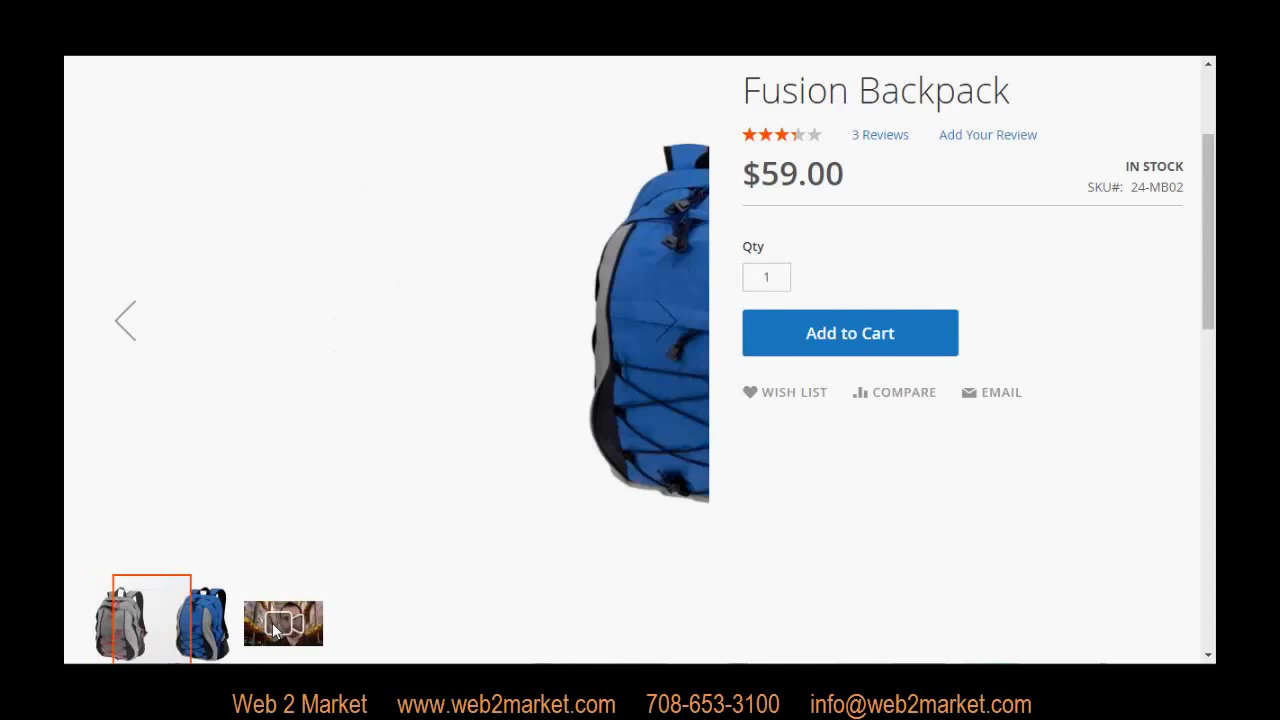 Fusion Backpack
3 Reviews Add Your Review
$59.00
IN STOCK
SKU#: 24-MB02
Qty
1
Add to Cart
WISH LIST COMPARE EMAIL
Web 2 Market www.web2market.com 708-653-3100 info@web2market.com